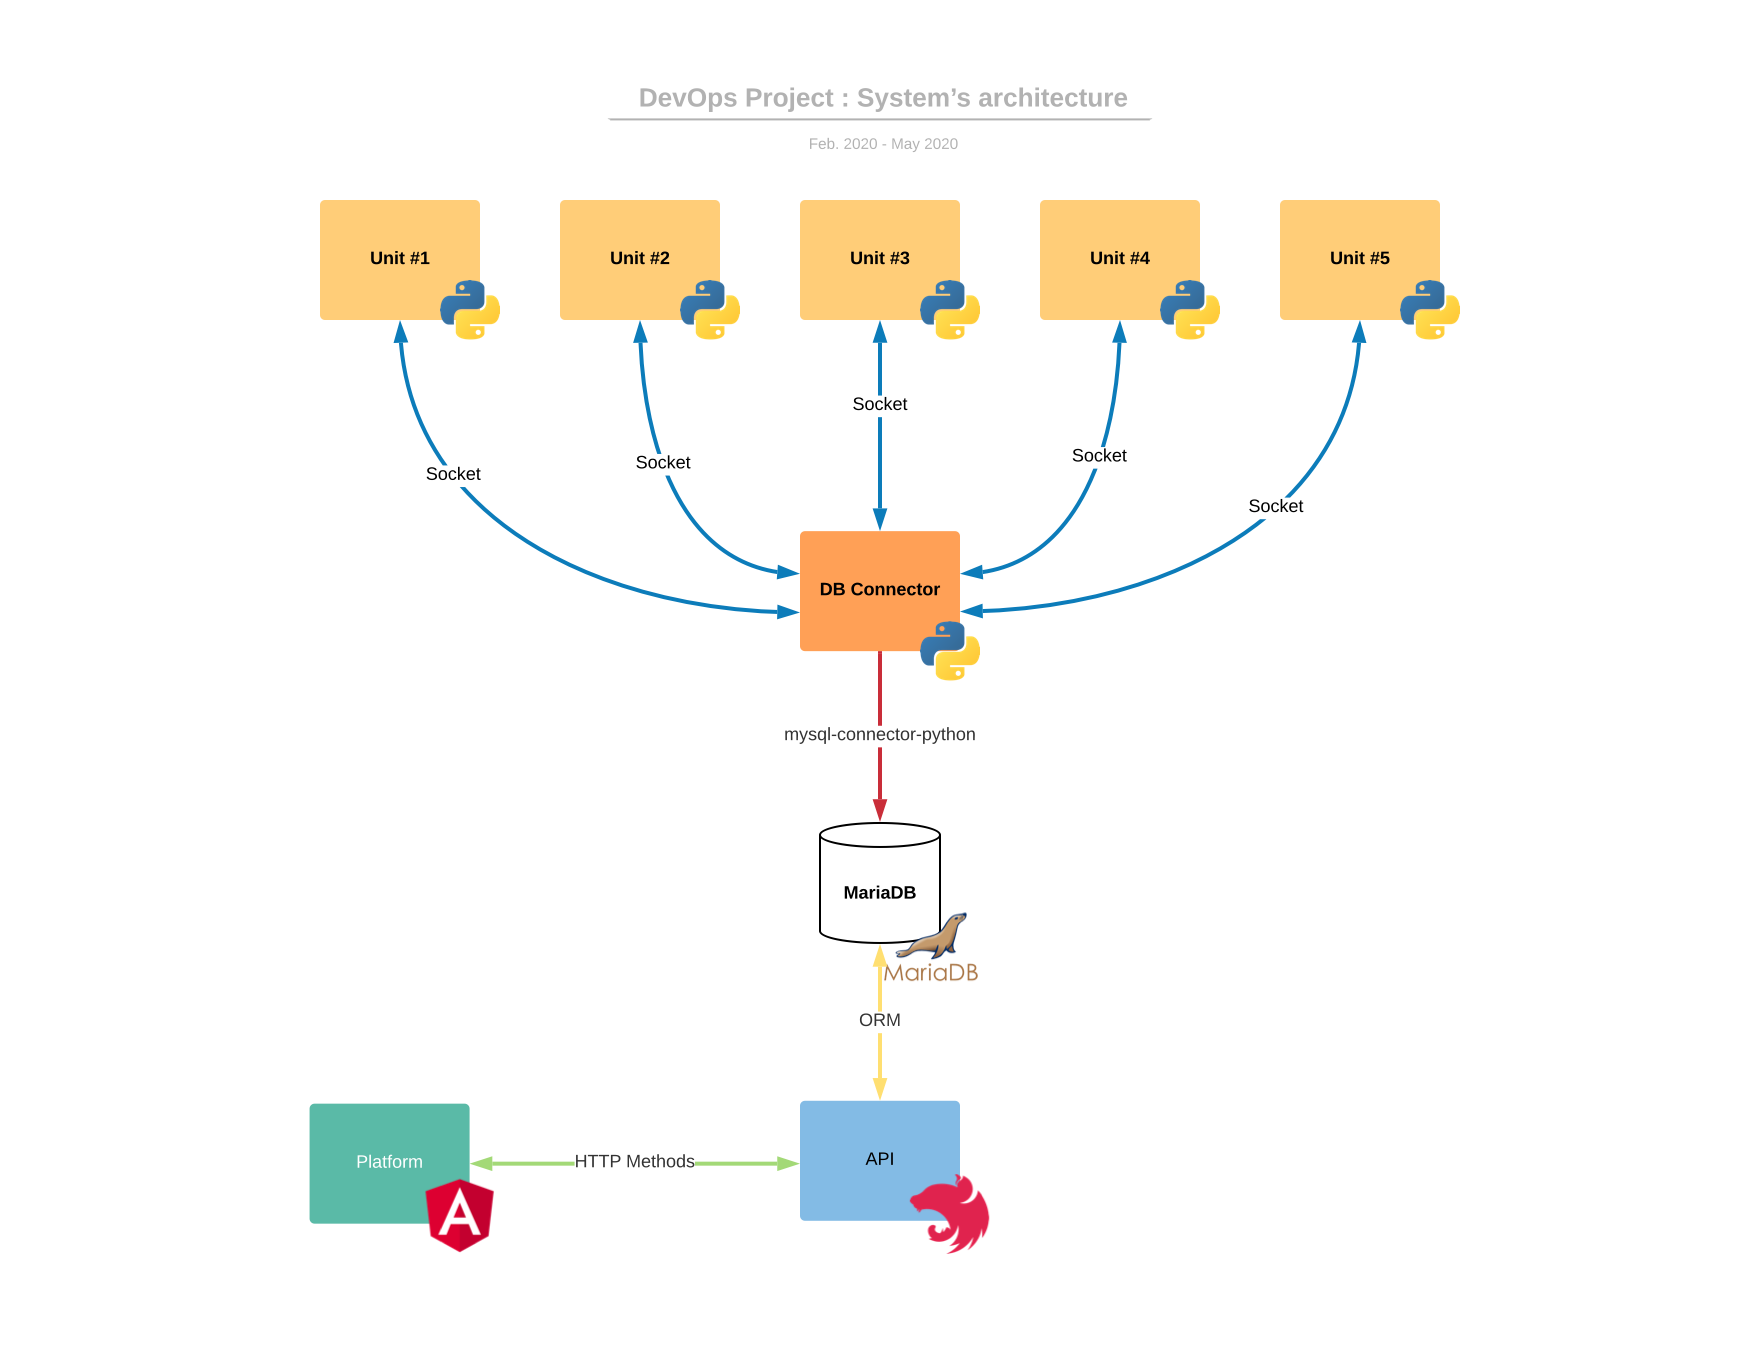 DevOps Project : System’s architecture
Feb. 2020 - May 2020
Unit #1
Unit #2
Unit #3
Unit #4
Unit #5
Socket
Socket
Socket
Socket
Socket
DB Connector
mysql-connector-python
MariaDB
MariaDB
ORM
Platform
HTTP Methods
API